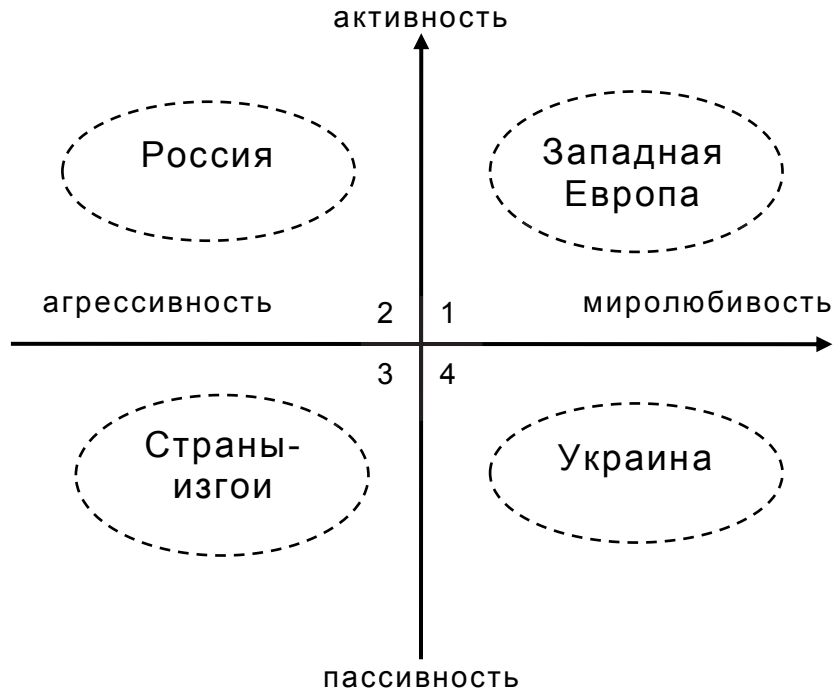 активность
Россия
Западная
Европа
агрессивность
2
1
миролюбивость
3
4
Страны-
изгои
Украина
пассивность